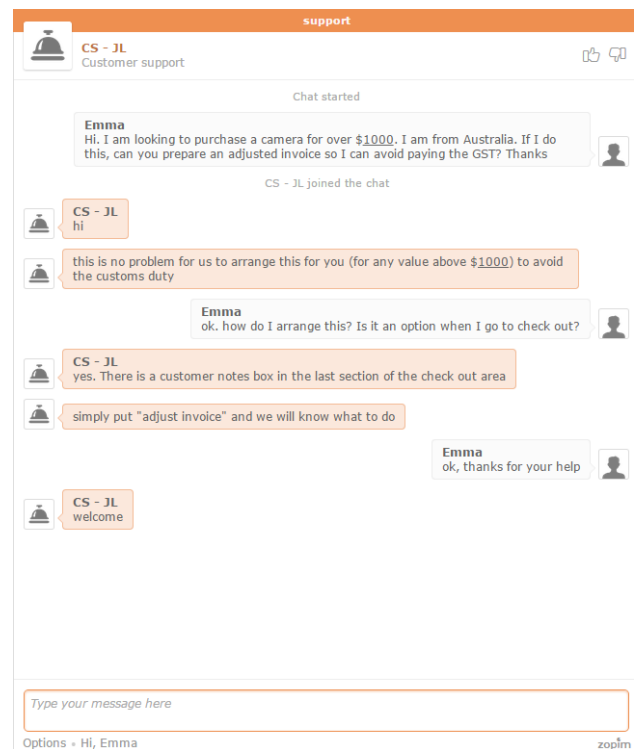 support
CS - JL
Customer support
Chat started
Emma
Hi. I am looking to purchase a camera for over $1000. I am from Australia. If I do
this, can you prepare an adjusted invoice so I can avoid paying the GST? Thanks
CS - JL joined the chat
CS - JL
hi
this is no problem for us to arrange this for you (for any value above $1000) to avoid
the customs duty
Emma
ok. how do I arrange this? Is it an option when I go to check out?
CS - JL
yes. There is a customer notes box in the last section of the check out area
simply put "adjust invoice" and we will know what to do
Emma
ok, thanks for your help
CS - JL
welcome
Type your message here
Options • Hi, Emma
zopim